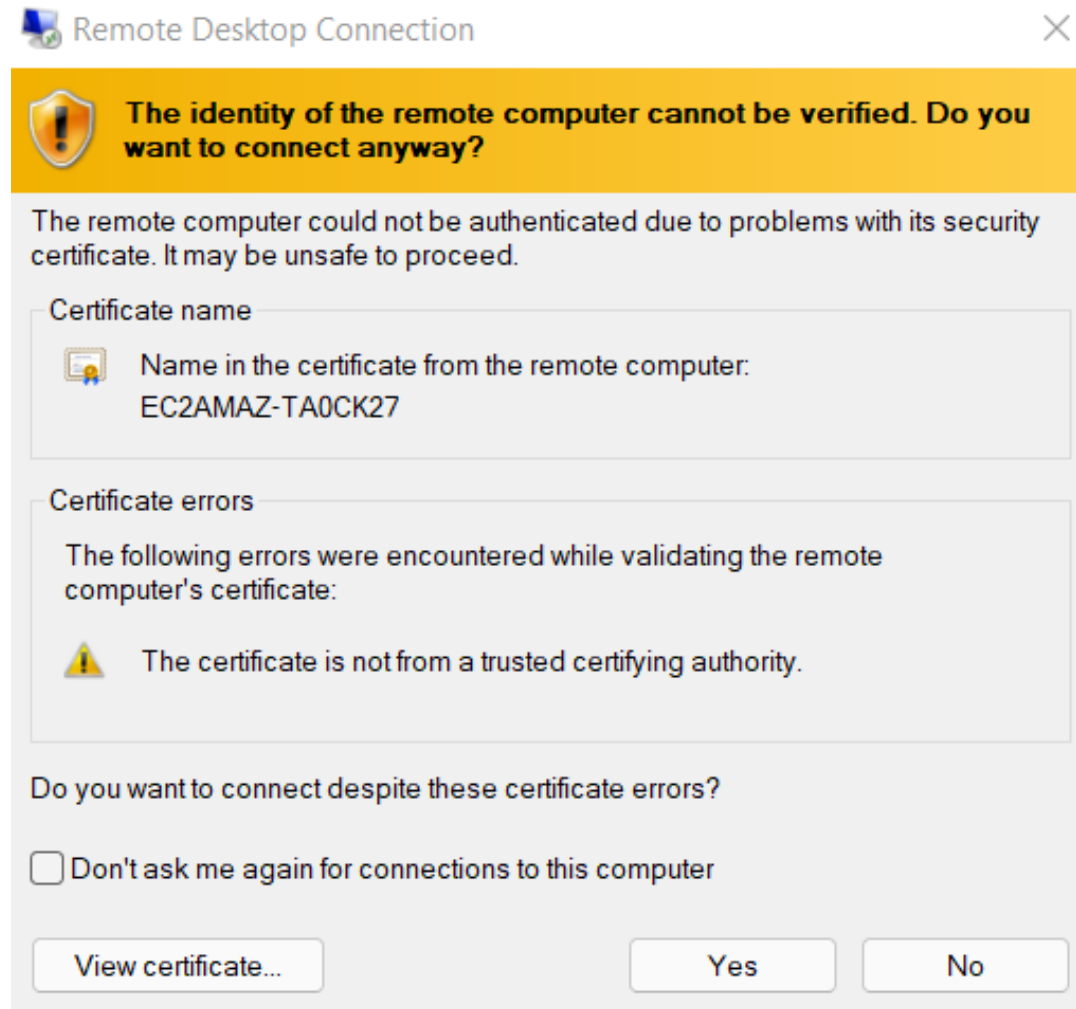 Remote Desktop Connection
The identity of the remote computer cannot be verified. Do you
want to connect anyway?
The remote computer could not be authenticated due to problems with its security
certificate. It may be unsafe to proceed.
Certificate name
Name in the certificate from the remote computer:
EC2AMAZ-TA0CK27
Certificate errors
The following errors were encountered while validating the remote
computer's certificate:
The certificate is not from a trusted certifying authority.
Do you want to connect despite these certificate errors?
Don't ask me again for connections to this computer
View certificate...
Yes
No